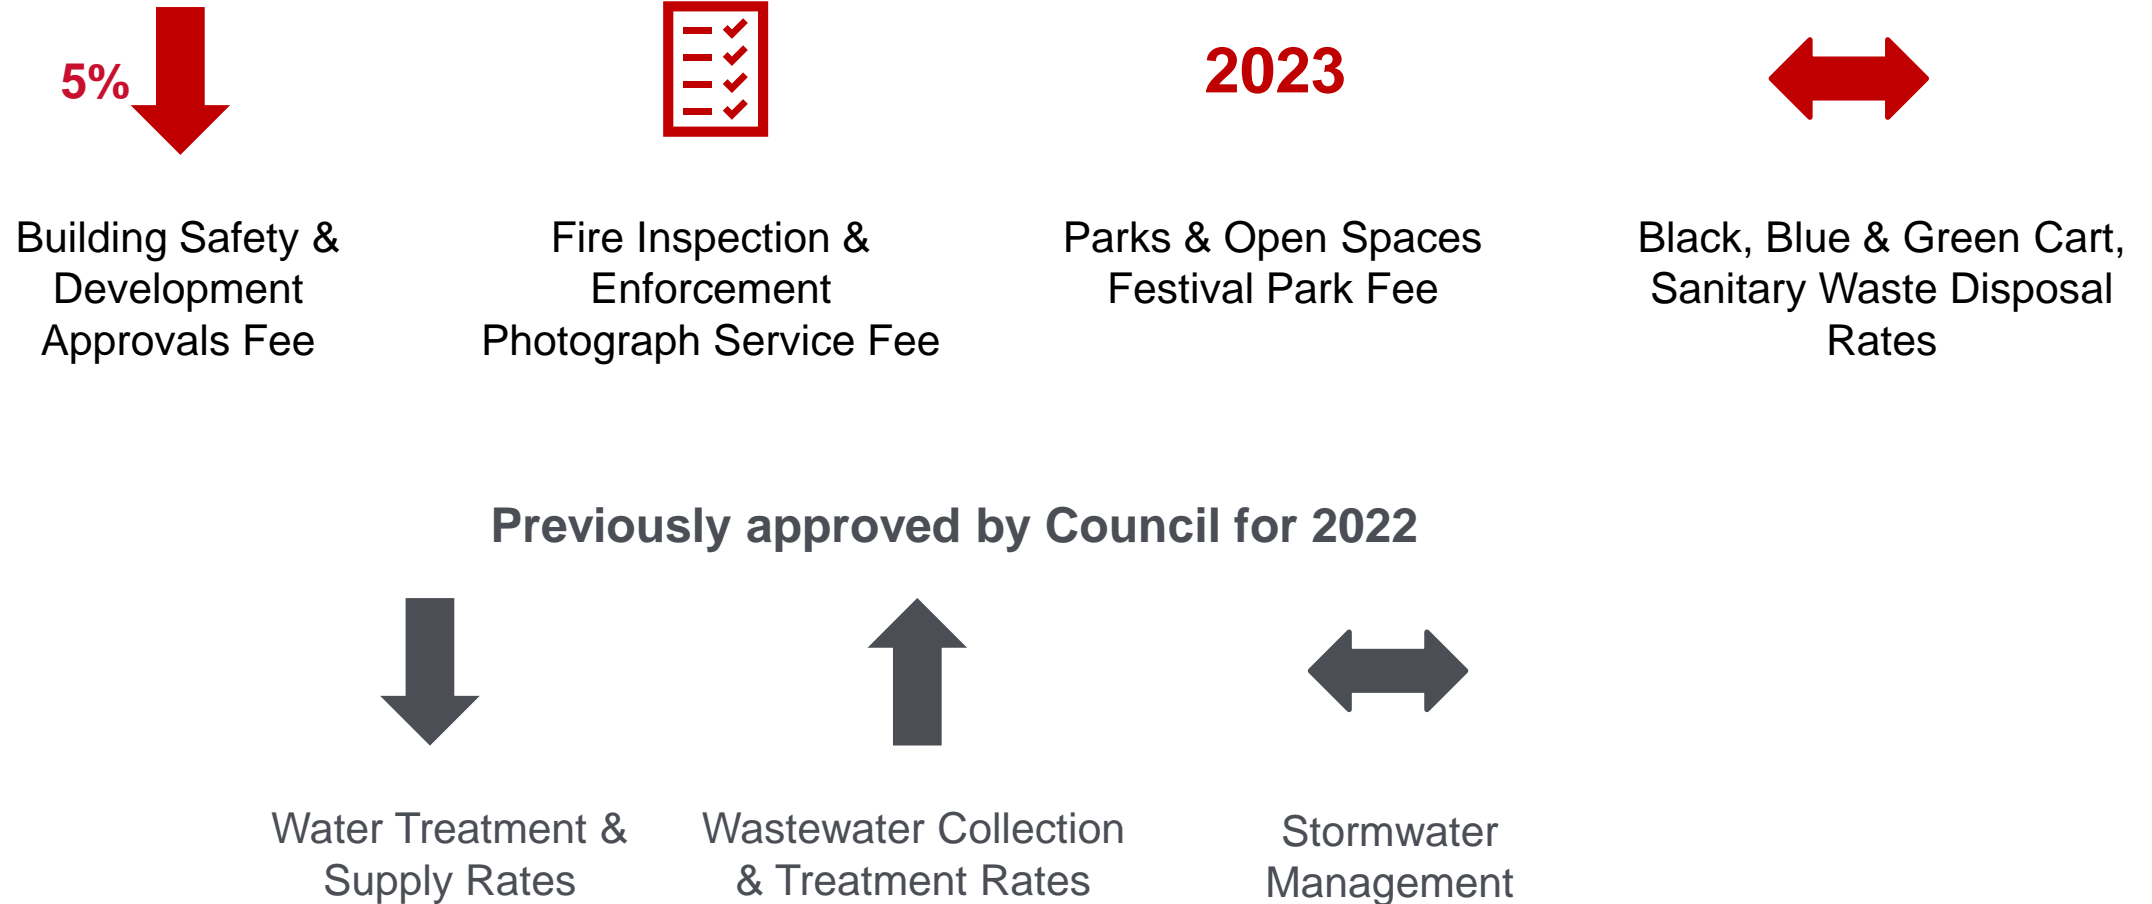 5%
2023
Building Safety &
Development
Approvals Fee
Fire Inspection &
Enforcement
Photograph Service Fee
Parks & Open Spaces
Festival Park Fee
Black, Blue & Green Cart,
Sanitary Waste Disposal
Rates
Previously approved by Council for 2022
Water Treatment &
Supply Rates
Wastewater Collection
& Treatment Rates
Stormwater
Management